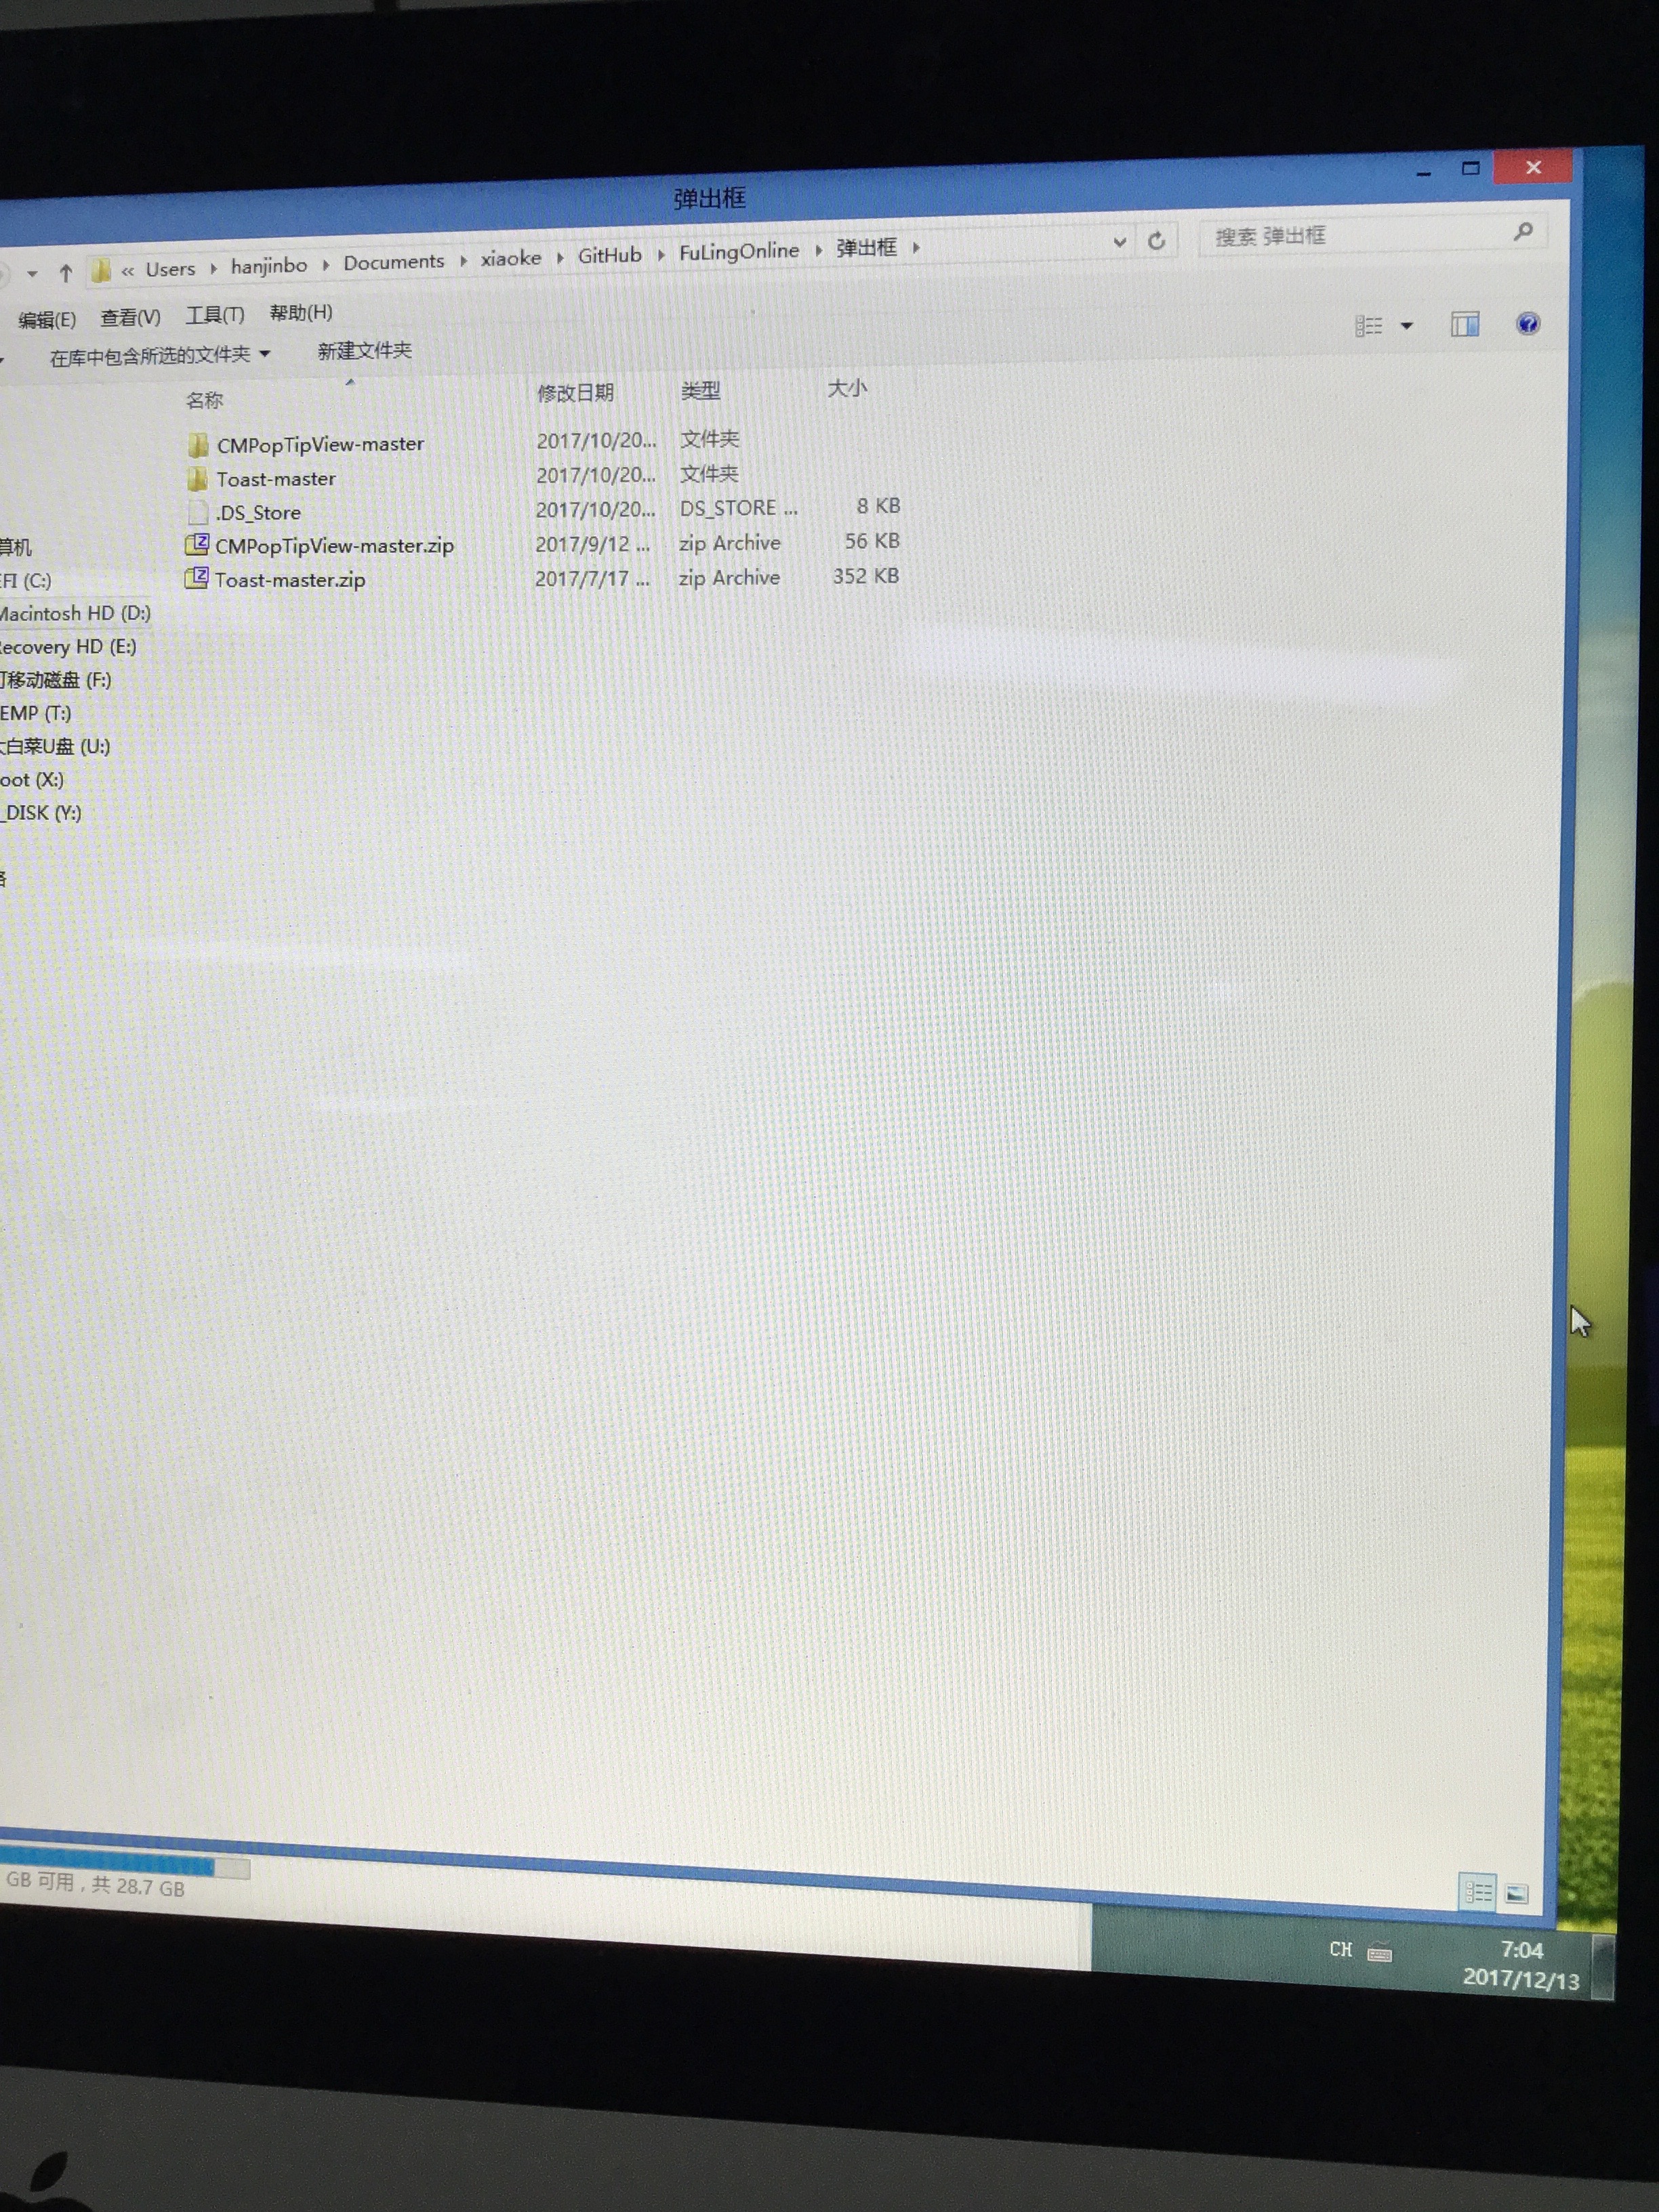 弹出框
« Users Ὂ hanjinbo Documents xiaoke GitHub FuLingOnline 弹出框
搜索 弹出框
编辑(E) 查看(V) 工具(T) 帮助(H)
在库中包含所选的文件夹 新建文件夹
名称 修改日期 类型 大小
CMPopTipView-master 2017/10/20... 文件夹
Toast-master 2017/10/20... 文件夹
.DS_Store 2017/10/20... DS_STORE ... 8 KB
CMPopTipView-master.zip 2017/9/12 ... zip Archive 56 KB
Toast-master.zip 2017/7/17 ... zip Archive 352 KB
算机
EFI (C:)
Macintosh HD (D:)
Recovery HD (E:)
可移动磁盘 (F:)
EMP (T:)
大白菜U盘 (U:)
oot (X:)
_DISK (Y:)
GB 可用，共 28.7 GB
CH 7:04
2017/12/13